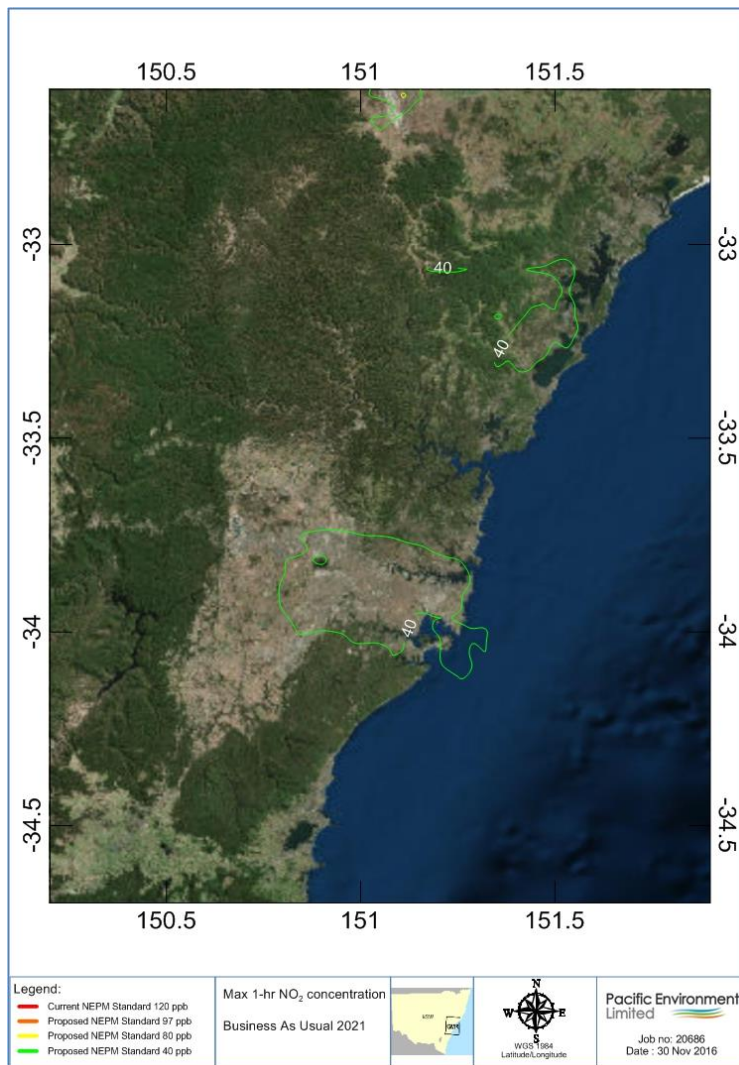 150.5 151 151.5
-33 -33
40
40
-33.5 -33.5
-34 -34
40
-34.5 -34.5
150.5 151 151.5
Legend:
Current NEPM Standard 120 ppb
Proposed NEPM Standard 97 ppb
Proposed NEPM Standard 80 ppb
Proposed NEPM Standard 40 ppb
Max 1-hr NO₂ concentration
Business As Usual 2021
NSW
GMR
N
W E
S
WGS 1984
Latitude/Longitude
Pacific Environment
Limited
Job no: 20686
Date : 30 Nov 2016